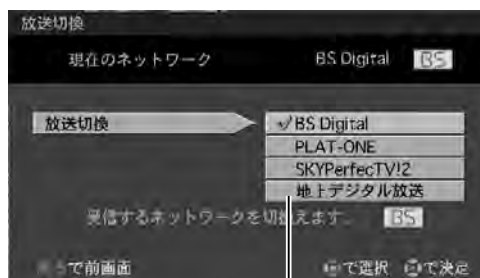 放送切換
現在のネットワーク BS Digital BS
放送切換 ✓BS Digital
PLAT-ONE
SKYPerfecTV!2
地上デジタル放送
受信するネットワークを切換えます。 BS
で前画面 で選択 で決定